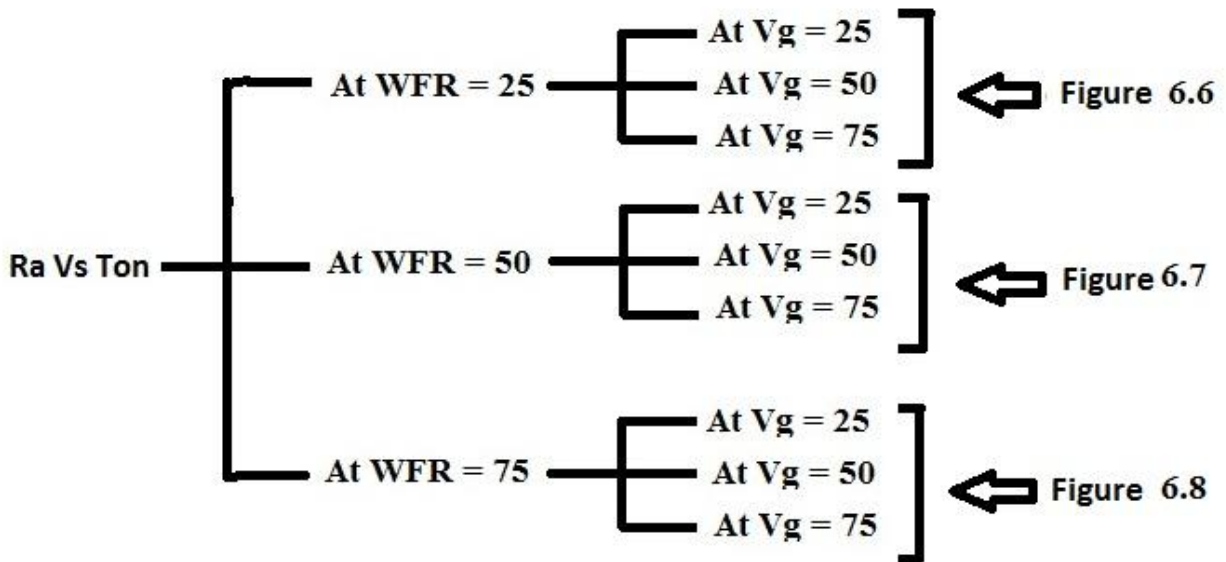 Ra Vs Ton
At WFR = 25
At Vg = 25
At Vg = 50
At Vg = 75
Figure 6.6
At WFR = 50
At Vg = 25
At Vg = 50
At Vg = 75
Figure 6.7
At WFR = 75
At Vg = 25
At Vg = 50
At Vg = 75
Figure 6.8